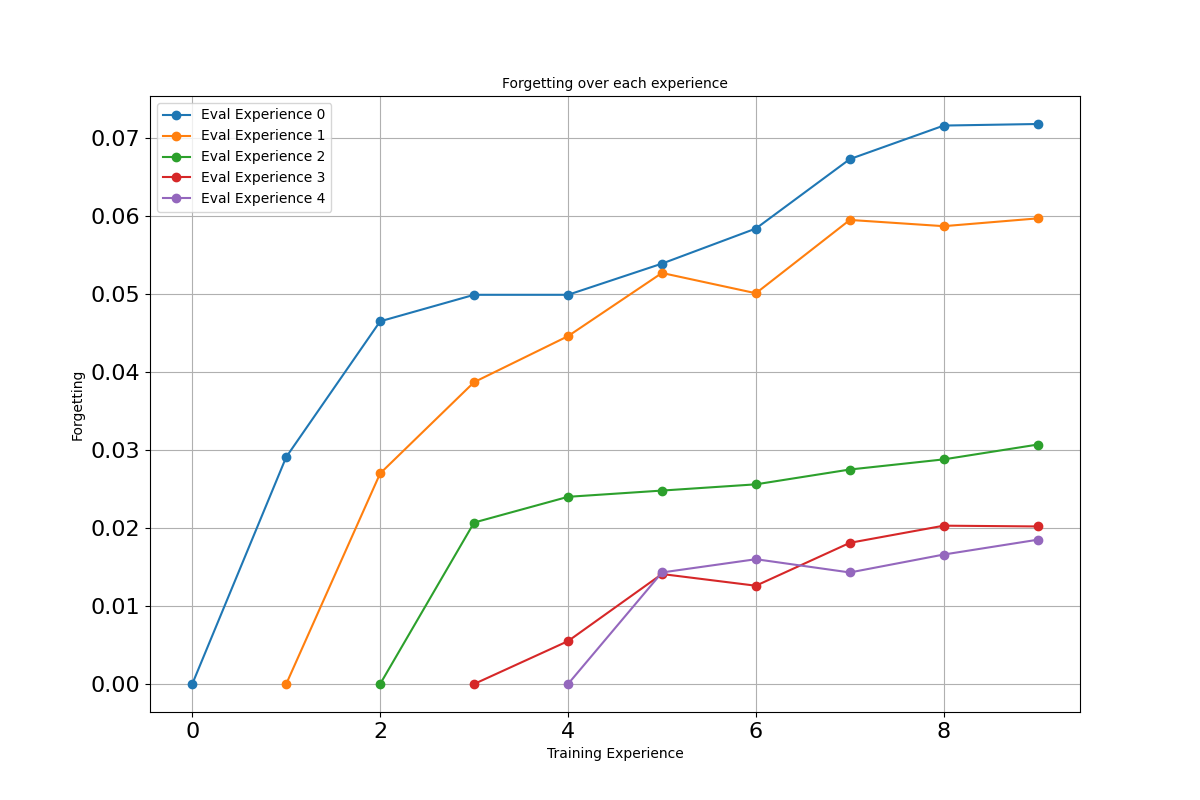 Forgetting over each experience
Eval Experience 0
Eval Experience 1
Eval Experience 2
Eval Experience 3
Eval Experience 4
0.07
0.06
0.05
0.04
0.03
0.02
0.01
0.00
Forgetting
0 2 4 6 8
Training Experience